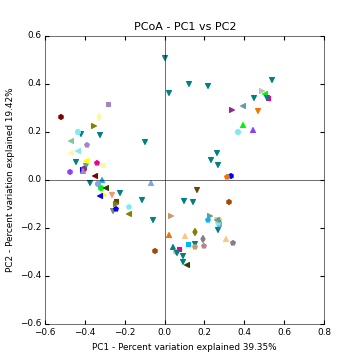 PCoA - PC1 vs PC2
0.6
0.4
0.2
0.0
−0.2
−0.4
−0.6
PC2 - Percent variation explained 19.42%
−0.6 −0.4 −0.2 0.0 0.2 0.4 0.6 0.8
PC1 - Percent variation explained 39.35%